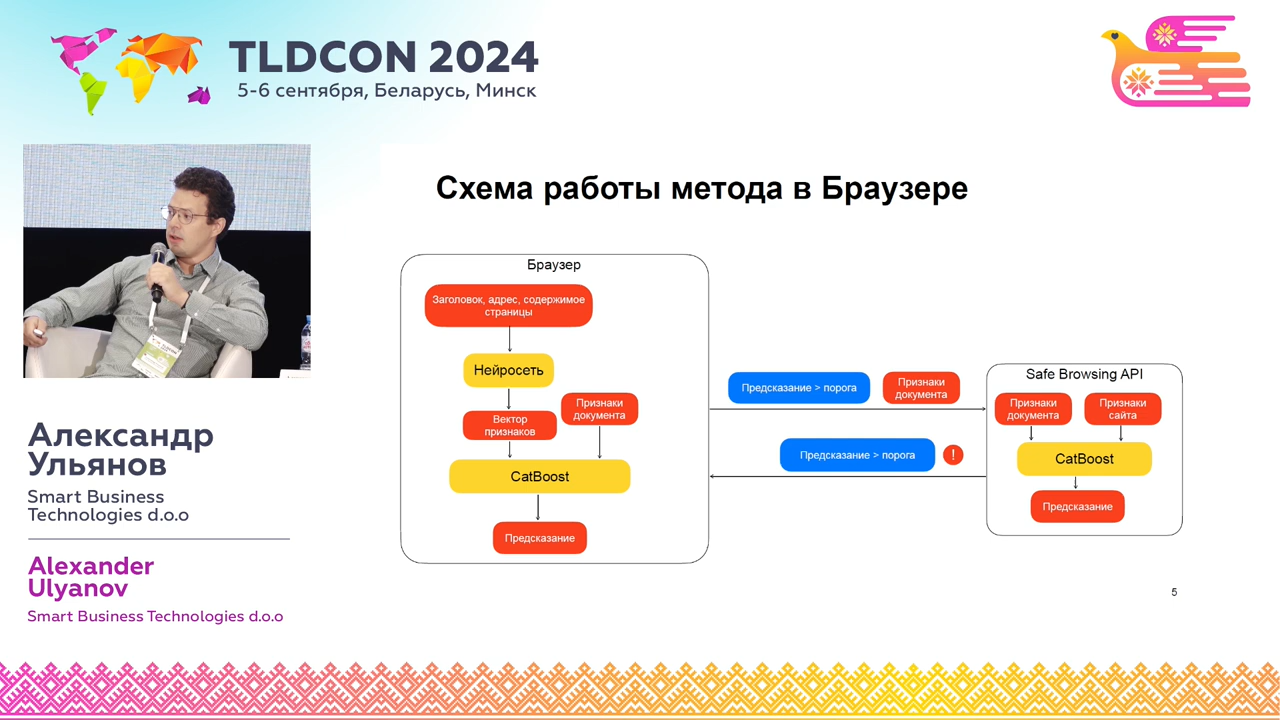 TLDCON 2024
5-6 сентября, Беларусь, Минск
Схема работы метода в Браузере
Браузер
Заголовок, адрес, содержимое
страницы
Нейросеть
Вектор
признаков
Признаки
документа
CatBoost
Предсказание
Предсказание > порога
Признаки
документа
Предсказание > порога
!
Safe Browsing API
Признаки
документа
Признаки
сайта
CatBoost
Предсказание
5
Александр
Ульянов
Smart Business
Technologies d.o.o
Alexander
Ulyanov
Smart Business Technologies d.o.o